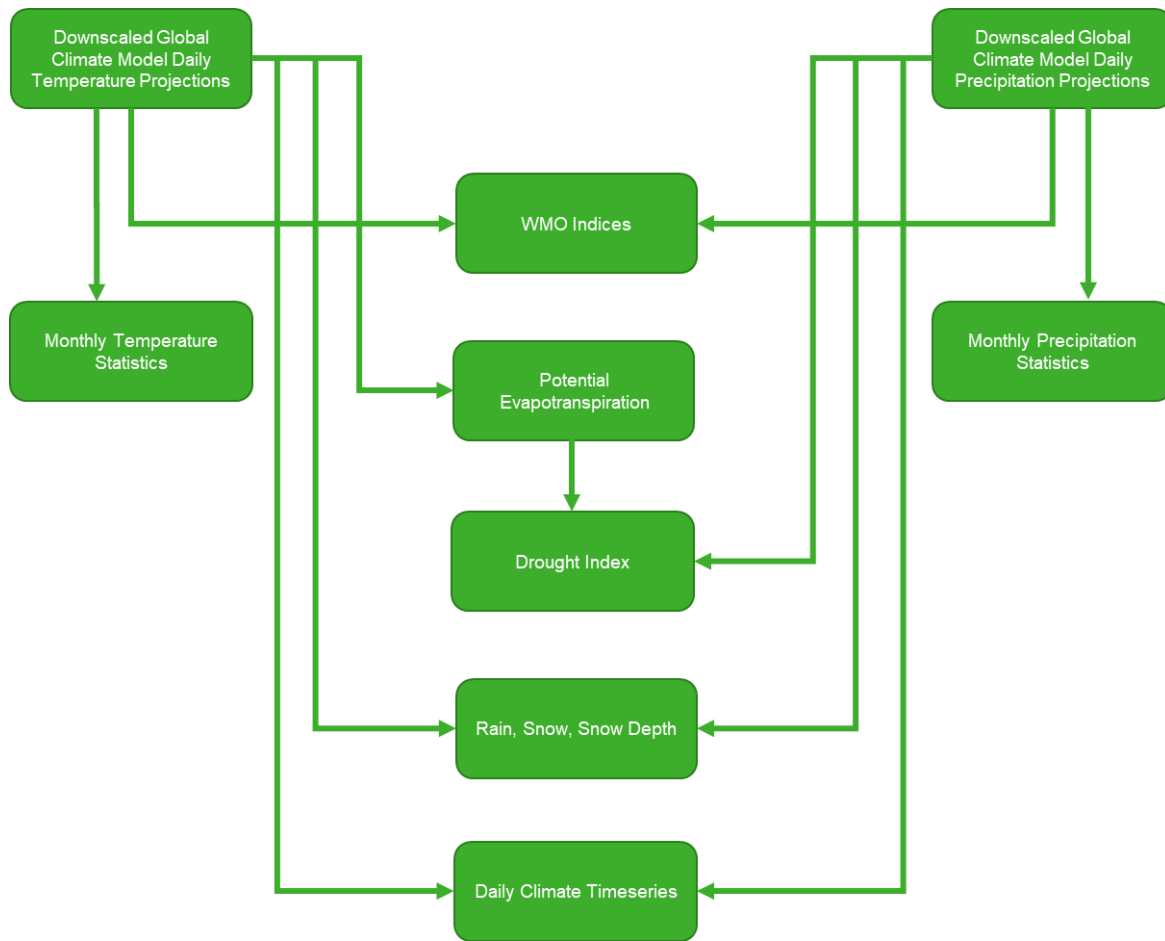 Downscaled Global
Climate Model Daily
Temperature Projections
Downscaled Global
Climate Model Daily
Precipitation Projections
WMO Indices
Monthly Temperature
Statistics
Monthly Precipitation
Statistics
Potential
Evapotranspiration
Drought Index
Rain, Snow, Snow Depth
Daily Climate Timeseries